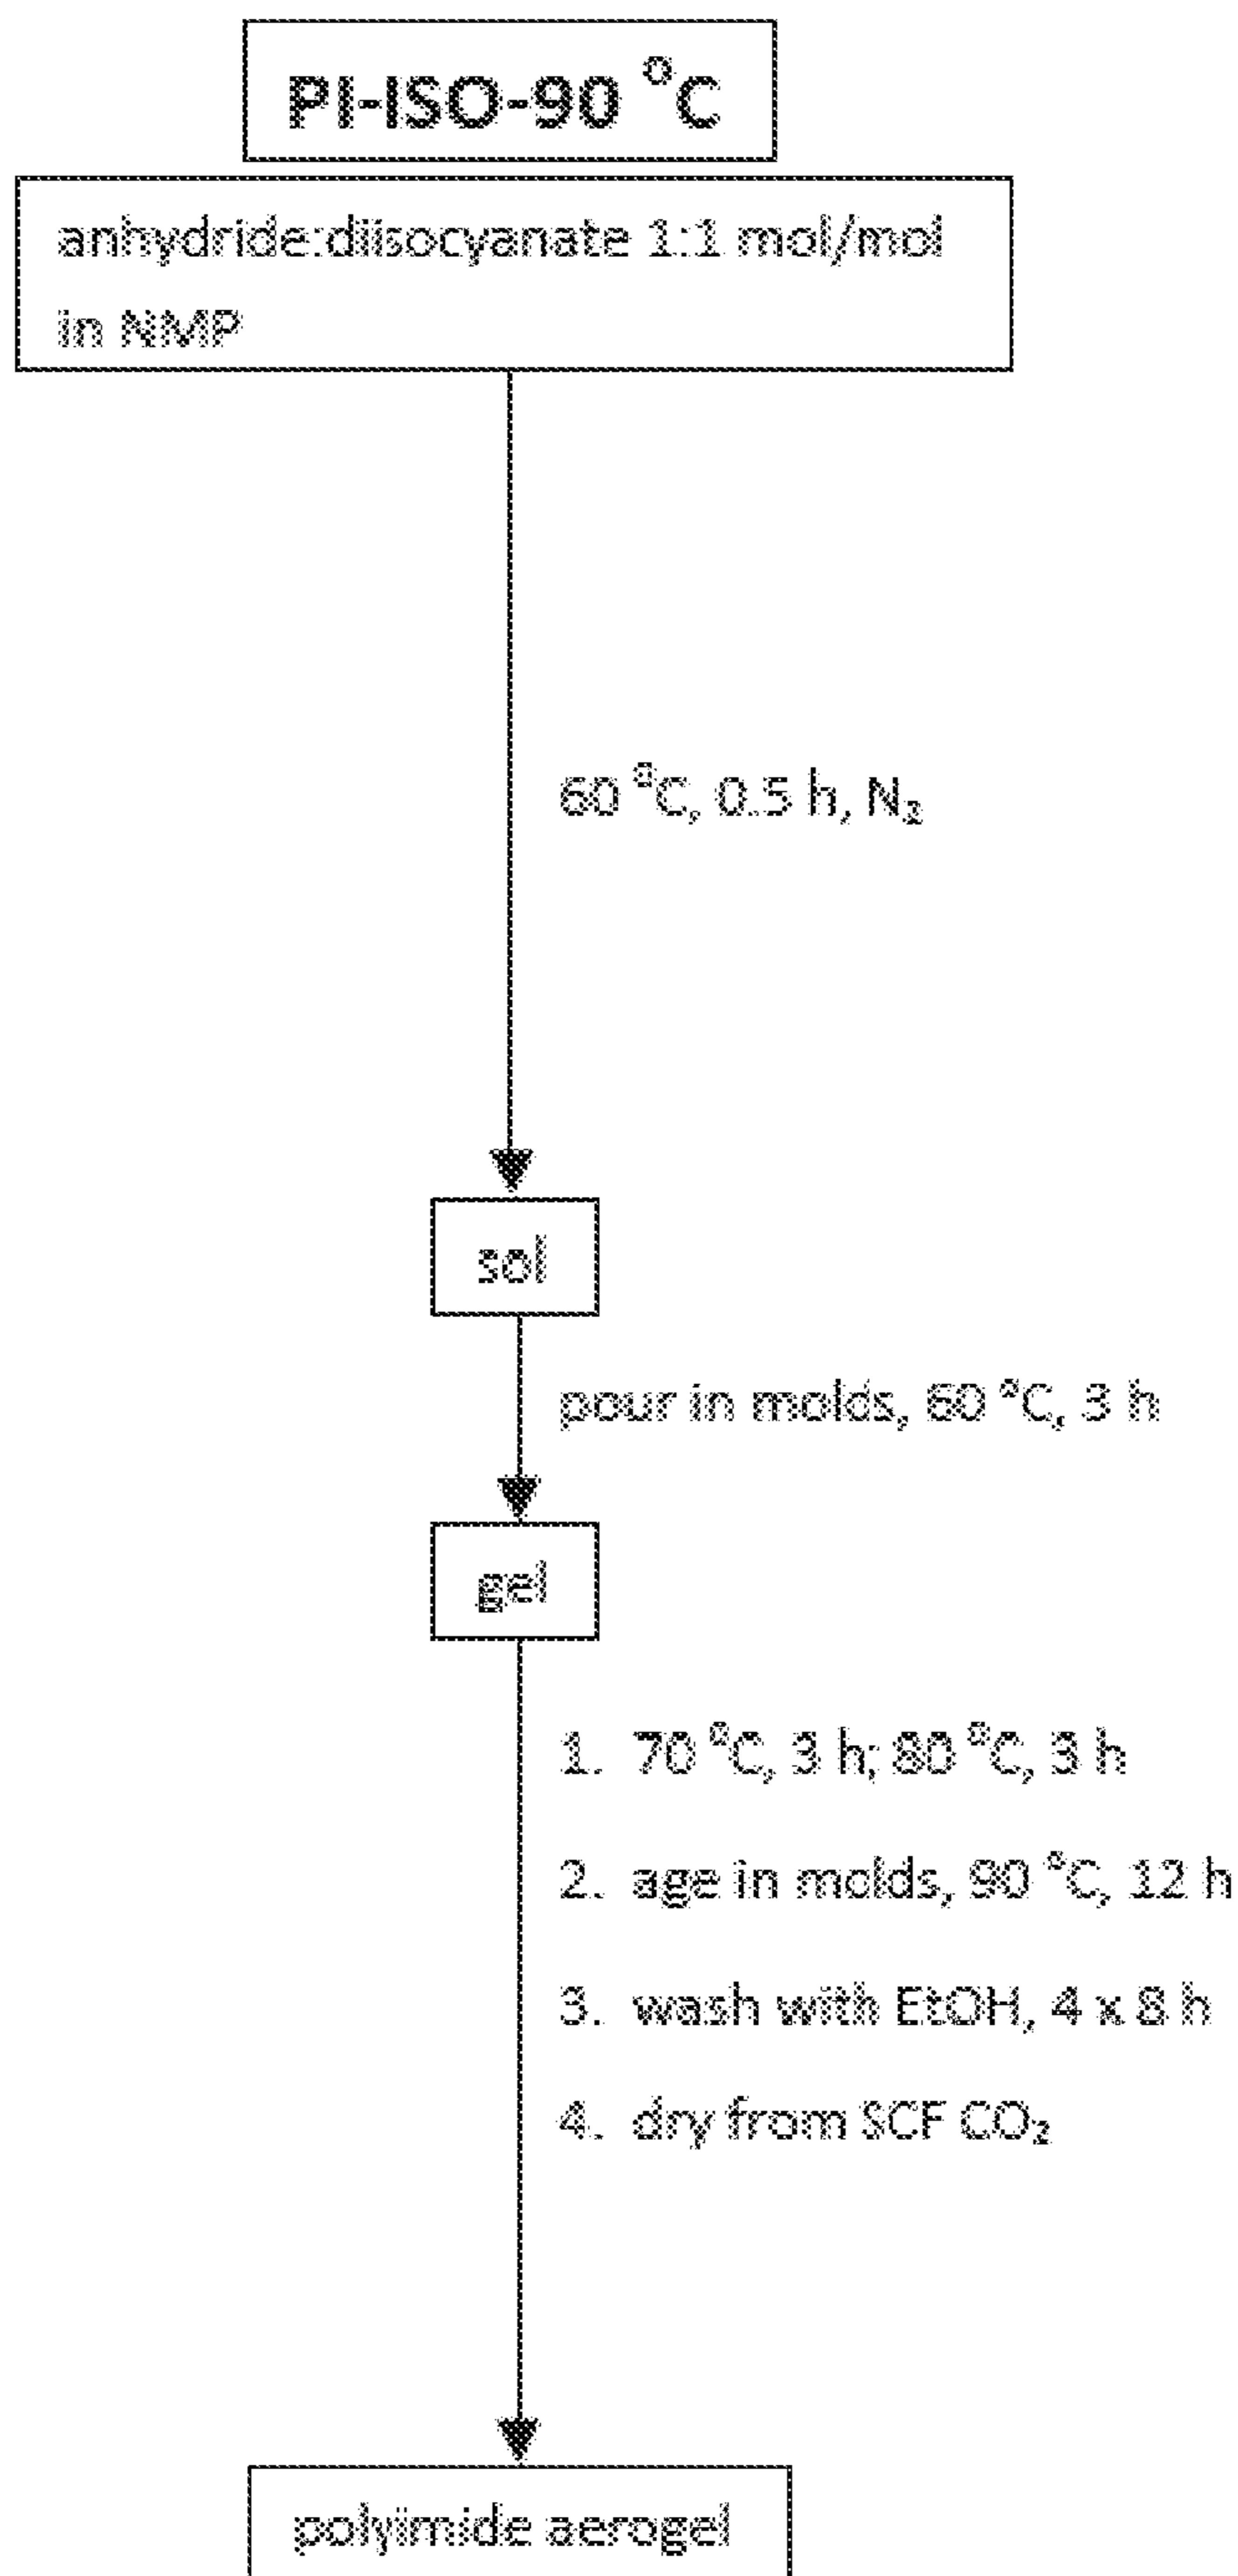 PI-ISO-90 °C
anhydride:diisocyanate 1:1 mol/mol
in NMP
60 °C, 0.5 h, N₂
sol
pour in molds, 60 °C, 3 h
gel
1. 70 °C, 3 h; 80 °C, 3 h
2. age in molds, 90 °C, 12 h
3. wash with EtOH, 4 x 8 h
4. dry from SCF CO₂
polyimide aerogel